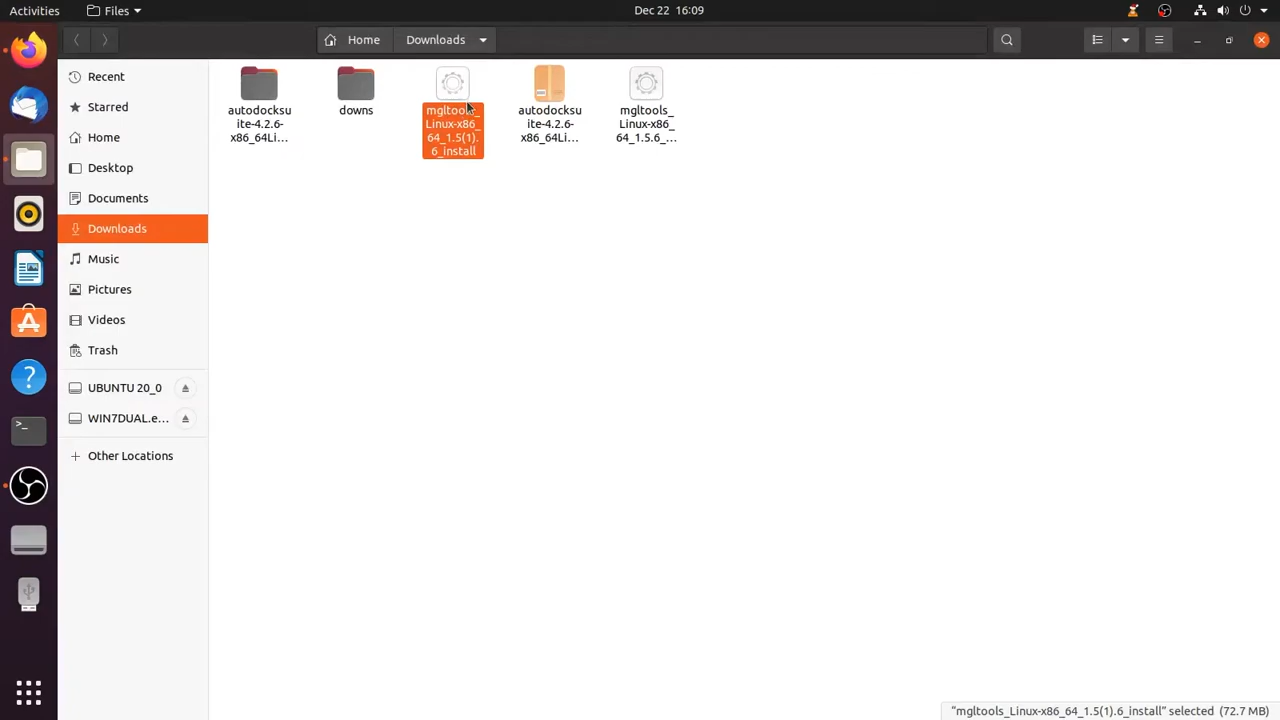 Activities
Files
Dec 22 16:09
Home
Downloads
Recent
Starred
Home
Desktop
Documents
Downloads
Music
Pictures
Videos
Trash
UBUNTU 20_0
WIN7DUAL.e...
Other Locations
autodocksu
ite-4.2.6-
x86_64Li...
downs
mgltools_
Linux-x86_
64_1.5(1).
6_install
autodocksu
ite-4.2.6-
x86_64Li...
mgltools_
Linux-x86_
64_1.5.6_...
"mgltools_Linux-x86_64_1.5(1).6_install" selected (72.7 MB)